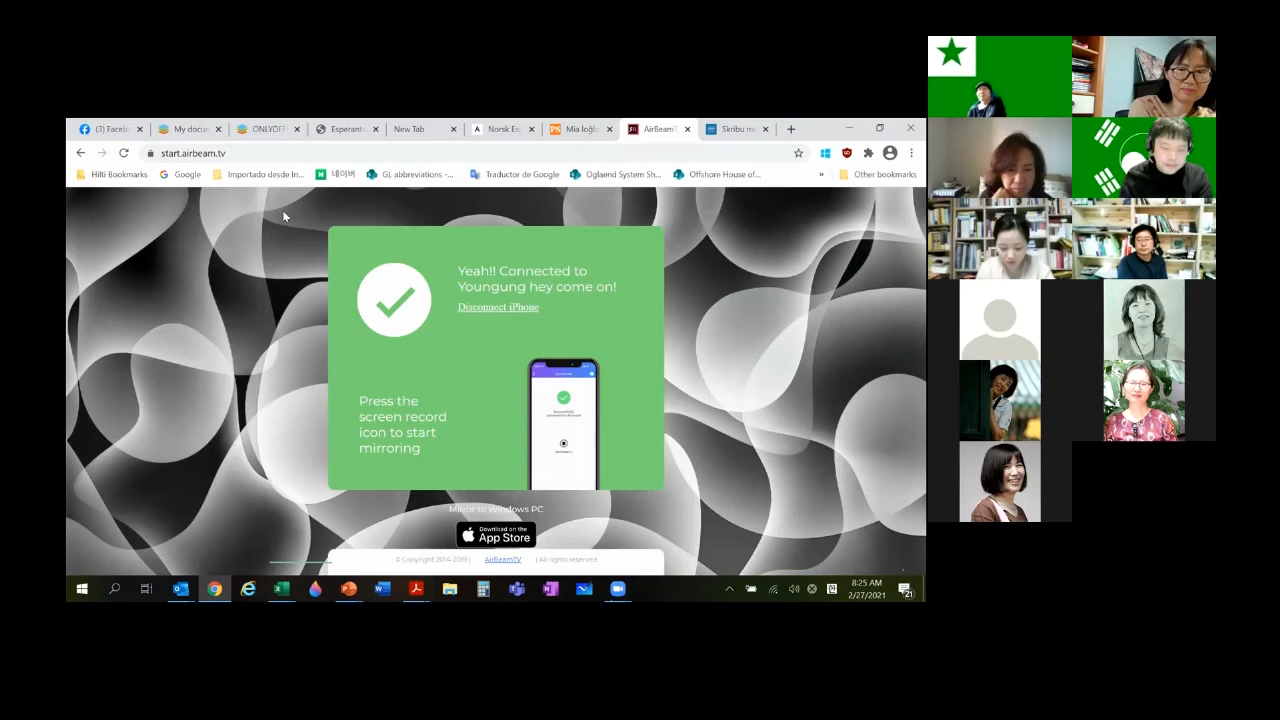 (3) Faceb
My docu
ONLYOFF
Esperant
New Tab
Norsk Es
Mia loĝlo
AirBeamT
Skribu m
start.airbeam.tv
Hilti Bookmarks
Google
Importado desde In...
네이버
GL abbreviations -...
Traductor de Google
Oglaend System Sh...
Offshore House of...
»
Other bookmarks
Yeah!! Connected to
Youngung hey come on!
Disconnect iPhone
Press the
screen record
icon to start
mirroring
Mirror to Windows PC
Download on the
App Store
© Copyright 2014-2019 | AirBeamTV | All rights reserved
8:25 AM
2/27/2021
21